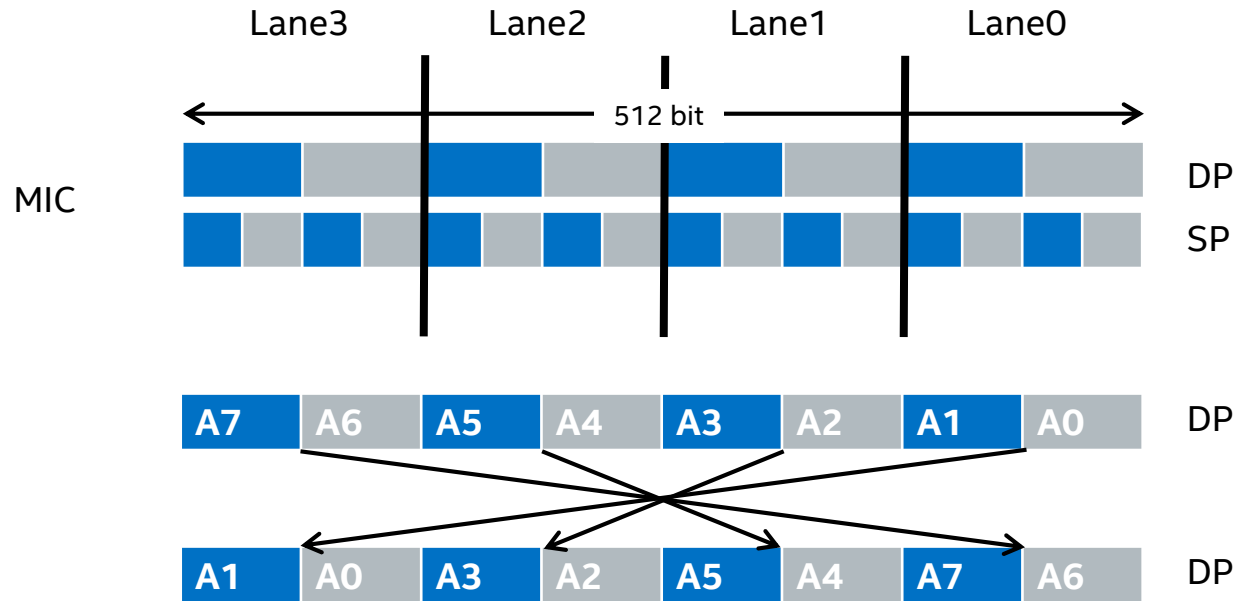 Lane3 Lane2 Lane1 Lane0
512 bit
DP
MIC
SP
A7 A6 A5 A4 A3 A2 A1 A0 DP
A1 A0 A3 A2 A5 A4 A7 A6 DP